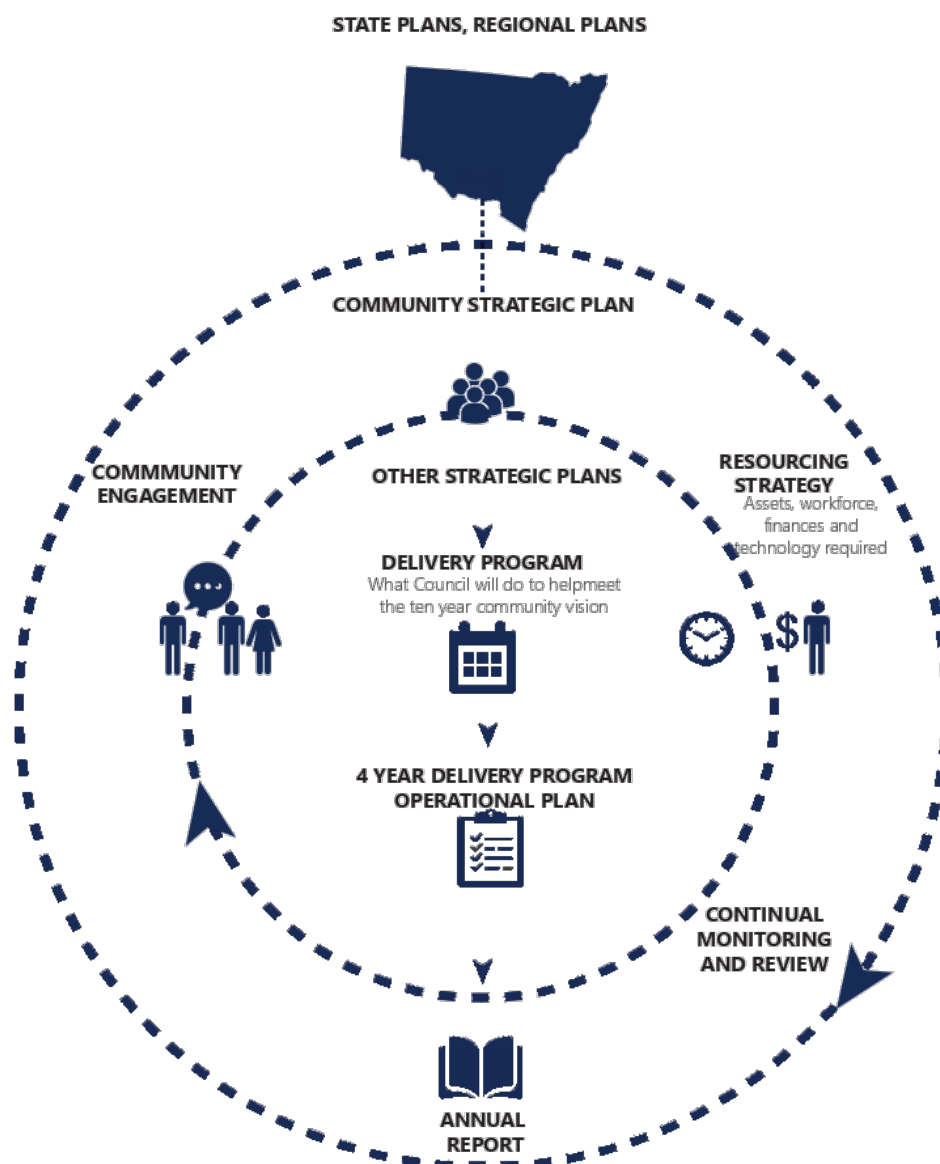 STATE PLANS, REGIONAL PLANS
COMMUNITY STRATEGIC PLAN
COMMMUNITY
ENGAGEMENT
OTHER STRATEGIC PLANS
RESOURCING
STRATEGY
Assets, workforce,
finances and
technology required
DELIVERY PROGRAM
What Council will do to helpmeet
the ten year community vision
$
4 YEAR DELIVERY PROGRAM
OPERATIONAL PLAN
CONTINUAL
MONITORING
AND REVIEW
ANNUAL
REPORT